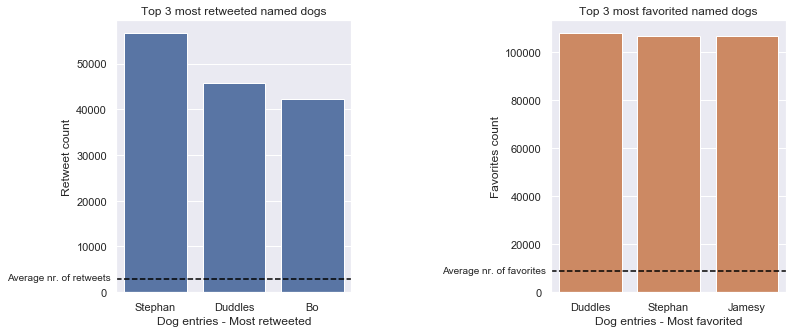 Top 3 most retweeted named dogs
Retweet count
50000
40000
30000
20000
10000
0
Average nr. of retweets
Stephan Duddles Bo
Dog entries - Most retweeted
Top 3 most favorited named dogs
Favorites count
100000
80000
60000
40000
20000
0
Average nr. of favorites
Duddles Stephan Jamesy
Dog entries - Most favorited